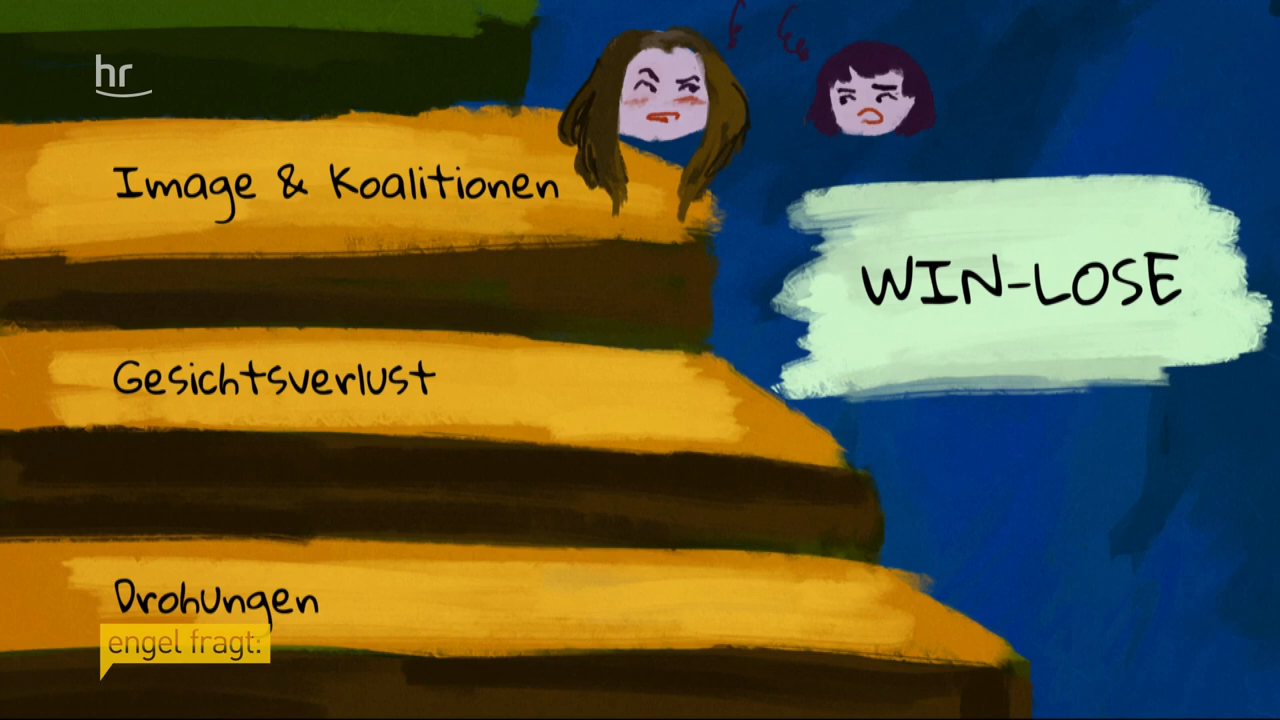 hr
Image & Koalitionen
WIN-LOSE
Gesichtsverlust
Drohungen
engel fragt: